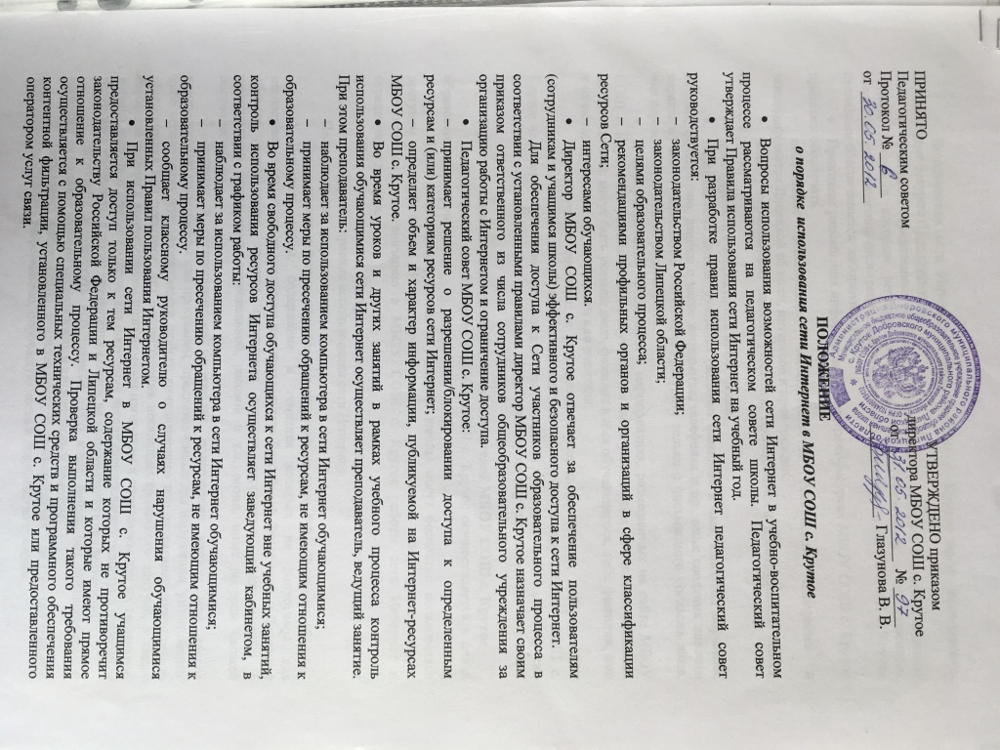 ПРИНЯТО
Педагогическим советом
Протокол № 6
от 30.05.2012
УТВЕРЖДЕНО приказом
директора МБОУ СОШ с. Крутое
от 31.05.2012 № 97
Глазунова В. В.
ПОЛОЖЕНИЕ
о порядке использования сети Интернет в МБОУ СОШ с. Крутое
• Вопросы использования возможностей сети Интернет в учебно-воспитательном
процессе рассматриваются на педагогическом совете школы. Педагогический совет
утверждает Правила использования сети Интернет на учебный год.
• При разработке правил использования сети Интернет педагогический совет
руководствуется:
– законодательством Российской Федерации;
– законодательством Липецкой области;
– целями образовательного процесса;
– рекомендациями профильных органов и организаций в сфере классификации
ресурсов Сети;
– интересами обучающихся.
• Директор МБОУ СОШ с. Крутое отвечает за обеспечение пользователям
(сотрудникам и учащимся школы) эффективного и безопасного доступа к сети Интернет.
Для обеспечения доступа к Сети участников образовательного процесса в
соответствии с установленными правилами директор МБОУ СОШ с. Крутое назначает своим
приказом ответственного из числа сотрудников общеобразовательного учреждения за
организацию работы с Интернетом и ограничение доступа.
• Педагогический совет МБОУ СОШ с. Крутое:
– принимает решение о разрешении/блокировании доступа к определенным
ресурсам и (или) категориям ресурсов сети Интернет;
– определяет объем и характер информации, публикуемой на Интернет-ресурсах
МБОУ СОШ с. Крутое.
• Во время уроков и других занятий в рамках учебного процесса контроль
использования обучающимися сети Интернет осуществляет преподаватель, ведущий занятие.
При этом преподаватель:
– наблюдает за использованием компьютера в сети Интернет обучающимися;
– принимает меры по пресечению обращений к ресурсам, не имеющим отношения к
образовательному процессу.
• Во время свободного доступа обучающихся к сети Интернет вне учебных занятий,
контроль использования ресурсов Интернета осуществляет заведующий кабинетом, в
соответствии с графиком работы:
– наблюдает за использованием компьютера в сети Интернет обучающимися;
– принимает меры по пресечению обращений к ресурсам, не имеющим отношения к
образовательному процессу.
– сообщает классному руководителю о случаях нарушения обучающимися
установленных Правил пользования Интернетом.
• При использовании сети Интернет в МБОУ СОШ с. Крутое учащимся
предоставляется доступ только к тем ресурсам, содержание которых не противоречит
законодательству Российской Федерации и Липецкой области и которые имеют прямое
отношение к образовательному процессу. Проверка выполнения такого требования
осуществляется с помощью специальных технических средств и программного обеспечения
контентной фильтрации, установленного в МБОУ СОШ с. Крутое или предоставленного
оператором услуг связи.